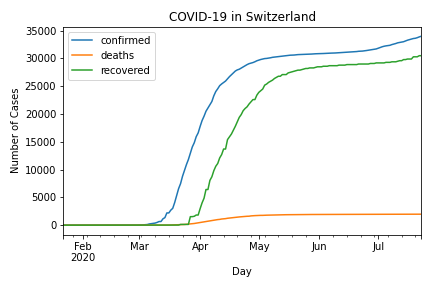 COVID-19 in Switzerland
confirmed
deaths
recovered
Number of Cases
35000
30000
25000
20000
15000
10000
5000
0
Feb Mar Apr May Jun Jul
2020
Day